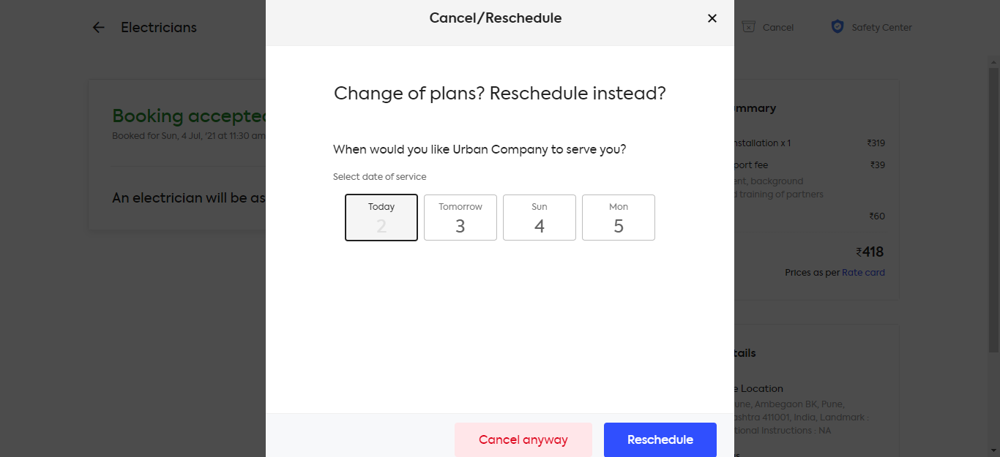 Electricians
Cancel/Reschedule
Cancel
Safety Center
Change of plans? Reschedule instead?
When would you like Urban Company to serve you?
Select date of service
Today
2
Tomorrow
3
Sun
4
Mon
5
Cancel anyway
Reschedule
Booking accepted
Booked for Sun, 4 Jul, '21 at 11:30 am
An electrician will be as
mmary
nstallation x 1
₹319
port fee
₹39
ent, background
training of partners
₹60
₹418
Prices as per Rate card
tails
e Location
une, Ambegaon BK, Pune,
ashtra 411001, India, Landmark :
tional Instructions : NA